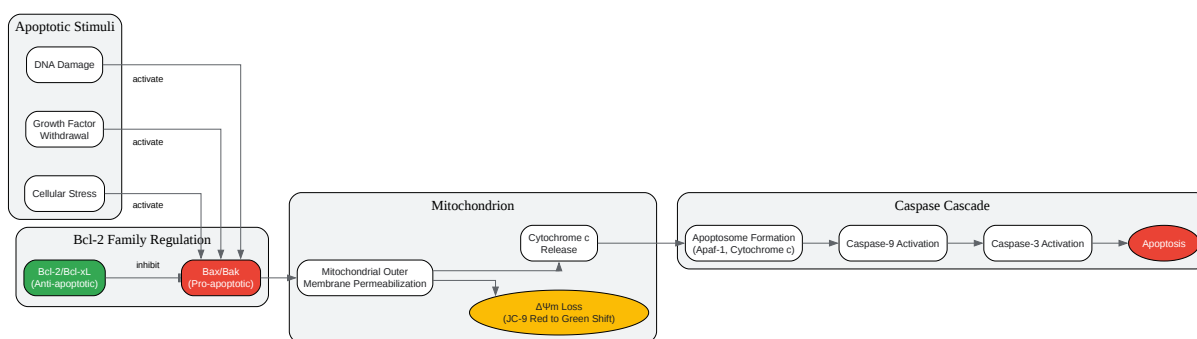 Apoptotic Stimuli
DNA Damage
activate
Growth Factor
Withdrawal
activate
Cellular Stress
activate
Bcl-2 Family Regulation
Bcl-2/Bcl-xL
(Anti-apoptotic)
inhibit
Bax/Bak
(Pro-apoptotic)
Mitochondrion
Mitochondrial Outer
Membrane Permeabilization
Cytochrome c
Release
ΔΨm Loss
(JC-9 Red to Green Shift)
Caspase Cascade
Apoptosome Formation
(Apaf-1, Cytochrome c)
Caspase-9 Activation
Caspase-3 Activation
Apoptosis